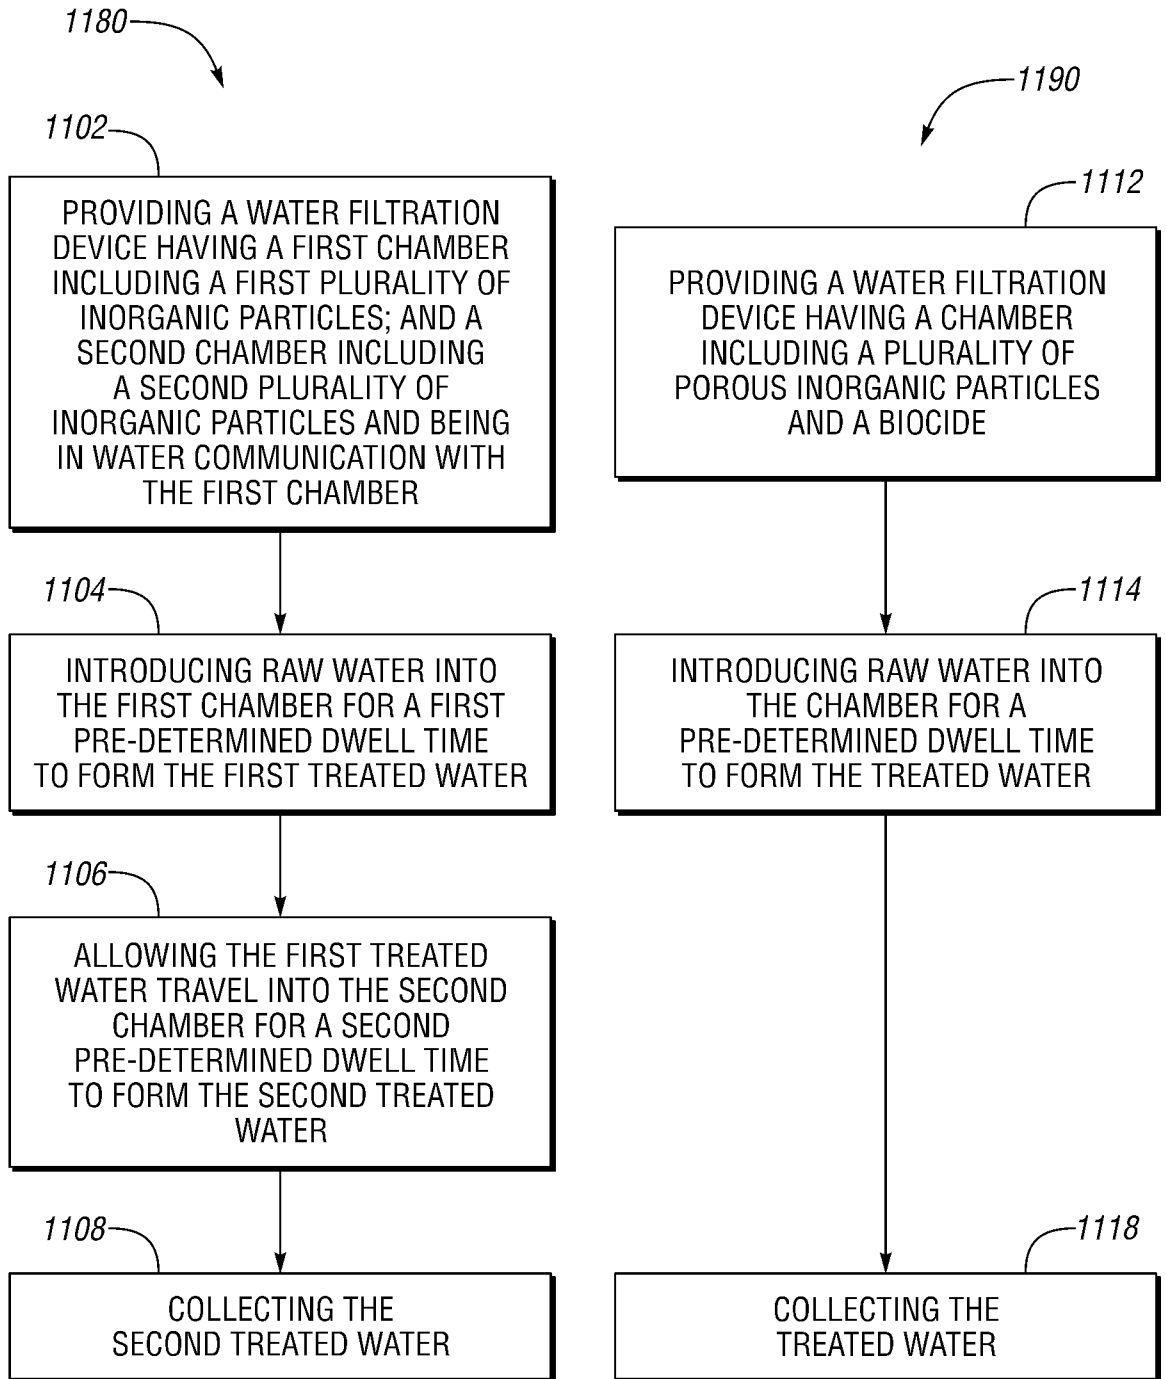 1180
1102
PROVIDING A WATER FILTRATION
DEVICE HAVING A FIRST CHAMBER
INCLUDING A FIRST PLURALITY OF
INORGANIC PARTICLES; AND A
SECOND CHAMBER INCLUDING
A SECOND PLURALITY OF
INORGANIC PARTICLES AND BEING
IN WATER COMMUNICATION WITH
THE FIRST CHAMBER
1104
INTRODUCING RAW WATER INTO
THE FIRST CHAMBER FOR A FIRST
PRE-DETERMINED DWELL TIME
TO FORM THE FIRST TREATED WATER
1106
ALLOWING THE FIRST TREATED
WATER TRAVEL INTO THE SECOND
CHAMBER FOR A SECOND
PRE-DETERMINED DWELL TIME
TO FORM THE SECOND TREATED
WATER
1108
COLLECTING THE
SECOND TREATED WATER
1190
1112
PROVIDING A WATER FILTRATION
DEVICE HAVING A CHAMBER
INCLUDING A PLURALITY OF
POROUS INORGANIC PARTICLES
AND A BIOCIDE
1114
INTRODUCING RAW WATER INTO
THE CHAMBER FOR A
PRE-DETERMINED DWELL TIME
TO FORM THE TREATED WATER
1118
COLLECTING THE
TREATED WATER